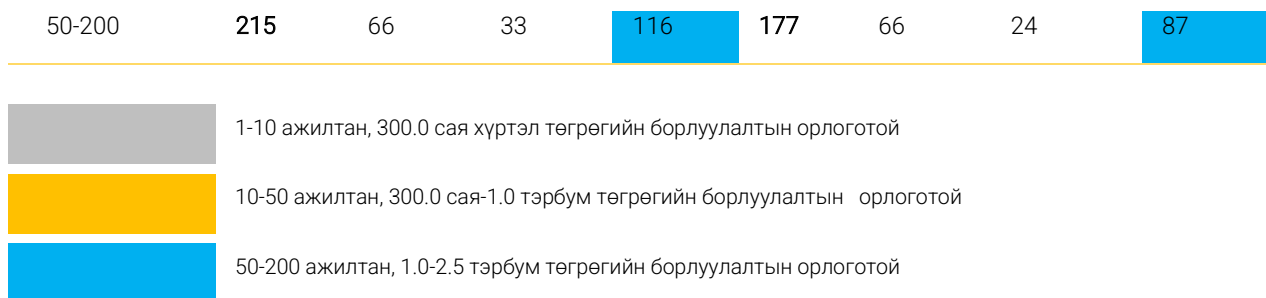 50-200 215 66 33 116 177 66 24 87
1-10 ажилтан, 300.0 сая хүртэл төгрөгийн борлуулалтын орлоготой
10-50 ажилтан, 300.0 сая-1.0 тэрбум төгрөгийн борлуулалтын орлоготой
50-200 ажилтан, 1.0-2.5 тэрбум төгрөгийн борлуулалтын орлоготой